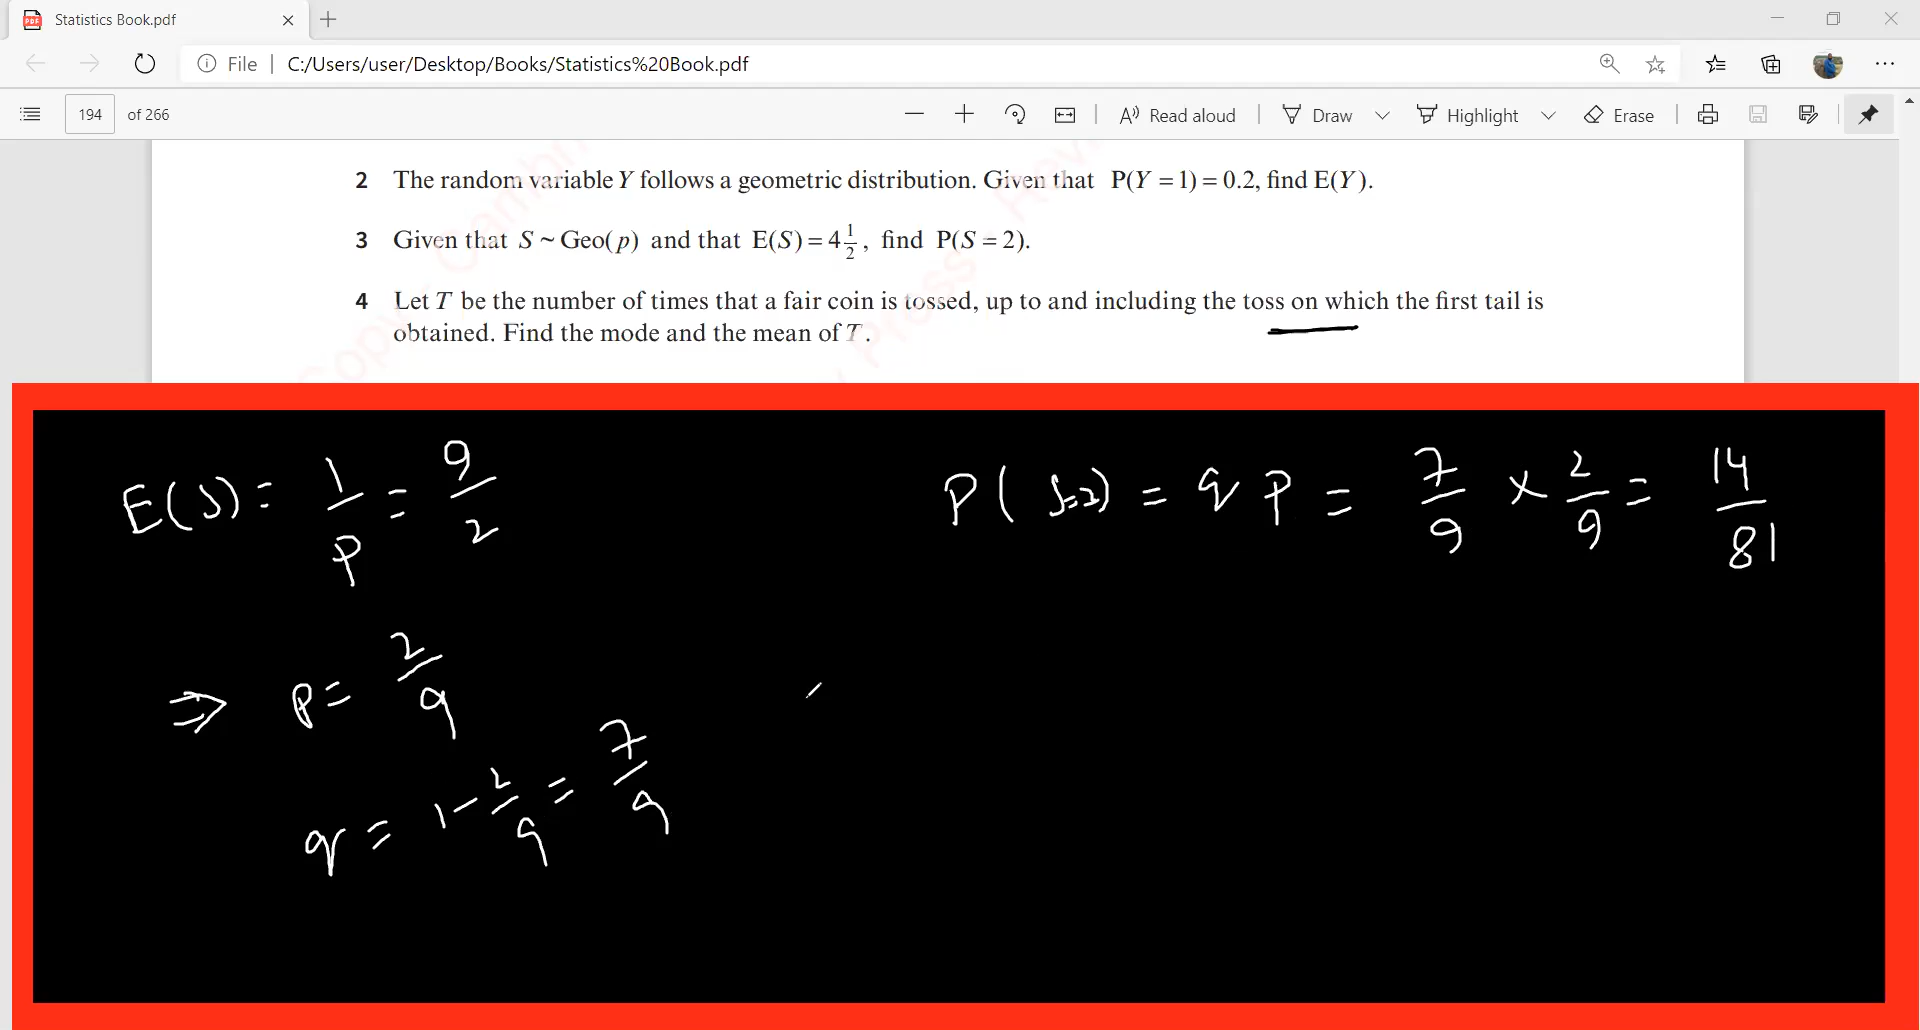 Statistics Book.pdf
File | C:/Users/user/Desktop/Books/Statistics%20Book.pdf
194 of 266
Read aloud Draw Highlight Erase
2 The random variable Y follows a geometric distribution. Given that P(Y = 1) = 0.2, find E(Y).
3 Given that S ~ Geo(p) and that E(S) = 4 1/2, find P(S = 2).
4 Let T be the number of times that a fair coin is tossed, up to and including the toss on which the first tail is
obtained. Find the mode and the mean of T.
E(S) = 1/p = 9/2
⇒ p = 2/9
q = 1 - 2/9 = 7/9
P(S=2) = q p = 7/9 × 2/9 = 14/81